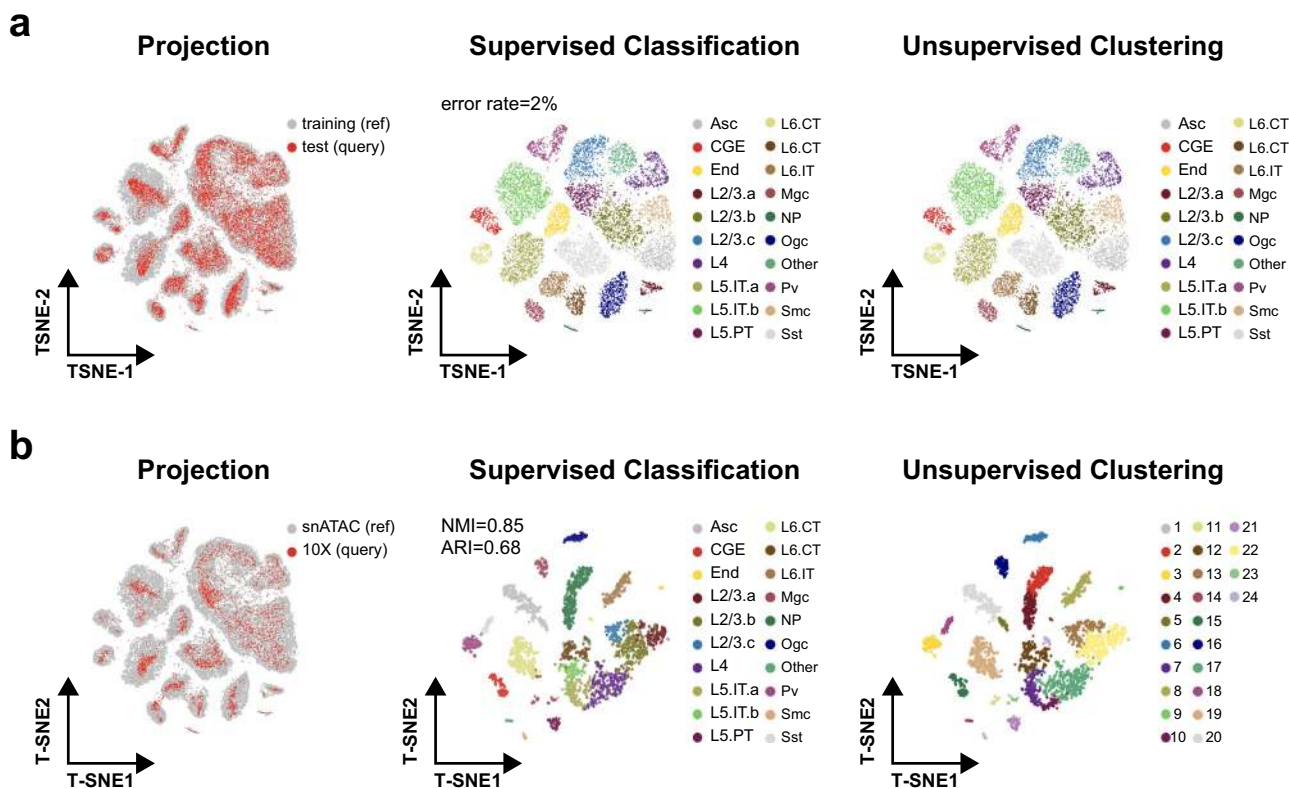 a
Projection
Supervised Classification
Unsupervised Clustering
error rate=2%
training (ref)
test (query)
Asc
CGE
End
L2/3.a
L2/3.b
L2/3.c
L4
L5.IT.a
L5.IT.b
L5.PT
L6.CT
L6.CT
L6.IT
Mgc
NP
Ogc
Other
Pv
Smc
Sst
Asc
CGE
End
L2/3.a
L2/3.b
L2/3.c
L4
L5.IT.a
L5.IT.b
L5.PT
L6.CT
L6.CT
L6.IT
Mgc
NP
Ogc
Other
Pv
Smc
Sst
TSNE-2
TSNE-1
TSNE-2
TSNE-1
TSNE-2
TSNE-1
b
Projection
Supervised Classification
Unsupervised Clustering
snATAC (ref)
10X (query)
NMI=0.85
ARI=0.68
Asc
CGE
End
L2/3.a
L2/3.b
L2/3.c
L4
L5.IT.a
L5.IT.b
L5.PT
L6.CT
L6.CT
L6.IT
Mgc
NP
Ogc
Other
Pv
Smc
Sst
1 11 21
2 12 22
3 13 23
4 14 24
5 15
6 16
7 17
8 18
9 19
10 20
T-SNE2
T-SNE1
T-SNE2
T-SNE1
T-SNE2
T-SNE1